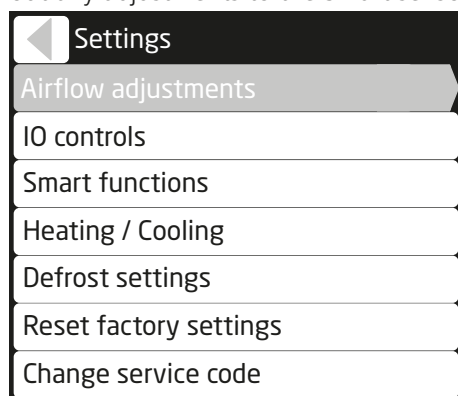 Settings
Airflow adjustments
IO controls
Smart functions
Heating / Cooling
Defrost settings
Reset factory settings
Change service code